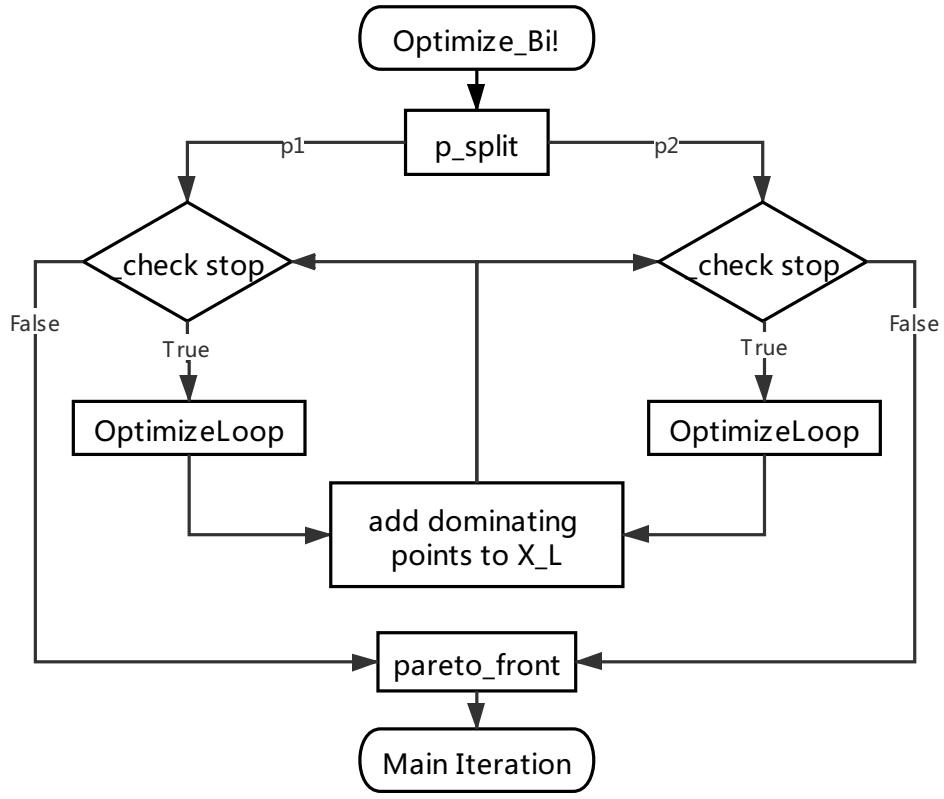 Optimize_Bi!
p_split
p1
p2
_check stop
_check stop
False
False
True
True
OptimizeLoop
OptimizeLoop
add dominating
points to X_L
pareto_front
Main Iteration